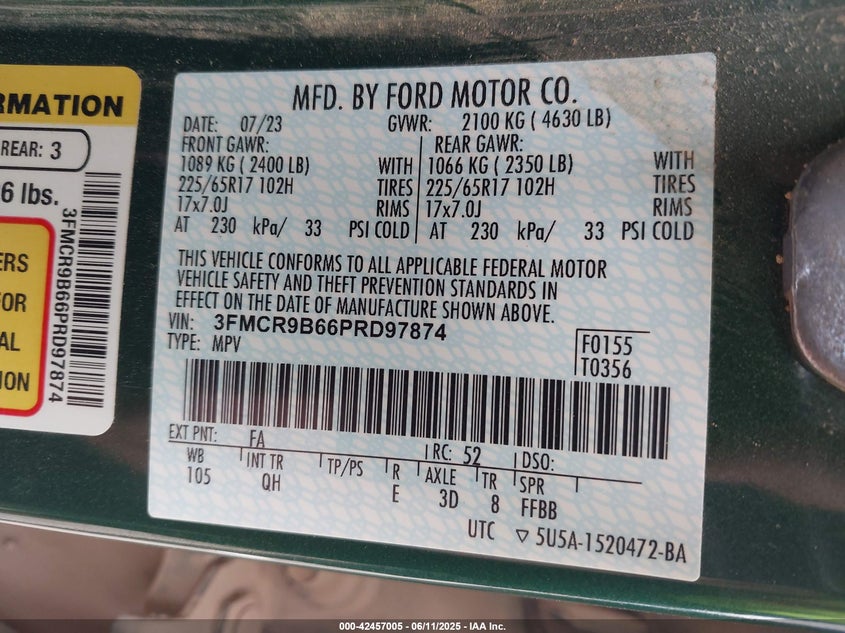 RMATION
REAR: 3
6 lbs.
ERS
FOR
AL
ION
3FMCR9B66PRD97874
MFD. BY FORD MOTOR CO.
DATE: 07/23 GVWR: 2100 KG ( 4630 LB)
FRONT GAWR: REAR GAWR:
1089 KG ( 2400 LB) WITH 1066 KG ( 2350 LB) WITH
225/65R17 102H TIRES 225/65R17 102H TIRES
17x7.0J RIMS 17x7.0J RIMS
AT 230 kPa/ 33 PSI COLD AT 230 kPa/ 33 PSI COLD
THIS VEHICLE CONFORMS TO ALL APPLICABLE FEDERAL MOTOR
VEHICLE SAFETY AND THEFT PREVENTION STANDARDS IN
EFFECT ON THE DATE OF MANUFACTURE SHOWN ABOVE.
VIN: 3FMCR9B66PRD97874
TYPE: MPV
F0155
T0356
EXT PNT: FA RC: 52 DSO:
WB INT TR TP/PS R AXLE TR SPR
105 QH E 3D 8 FFBB
UTC ▽ 5U5A-1520472-BA
000-42457005 - 06/11/2025 - IAA Inc.